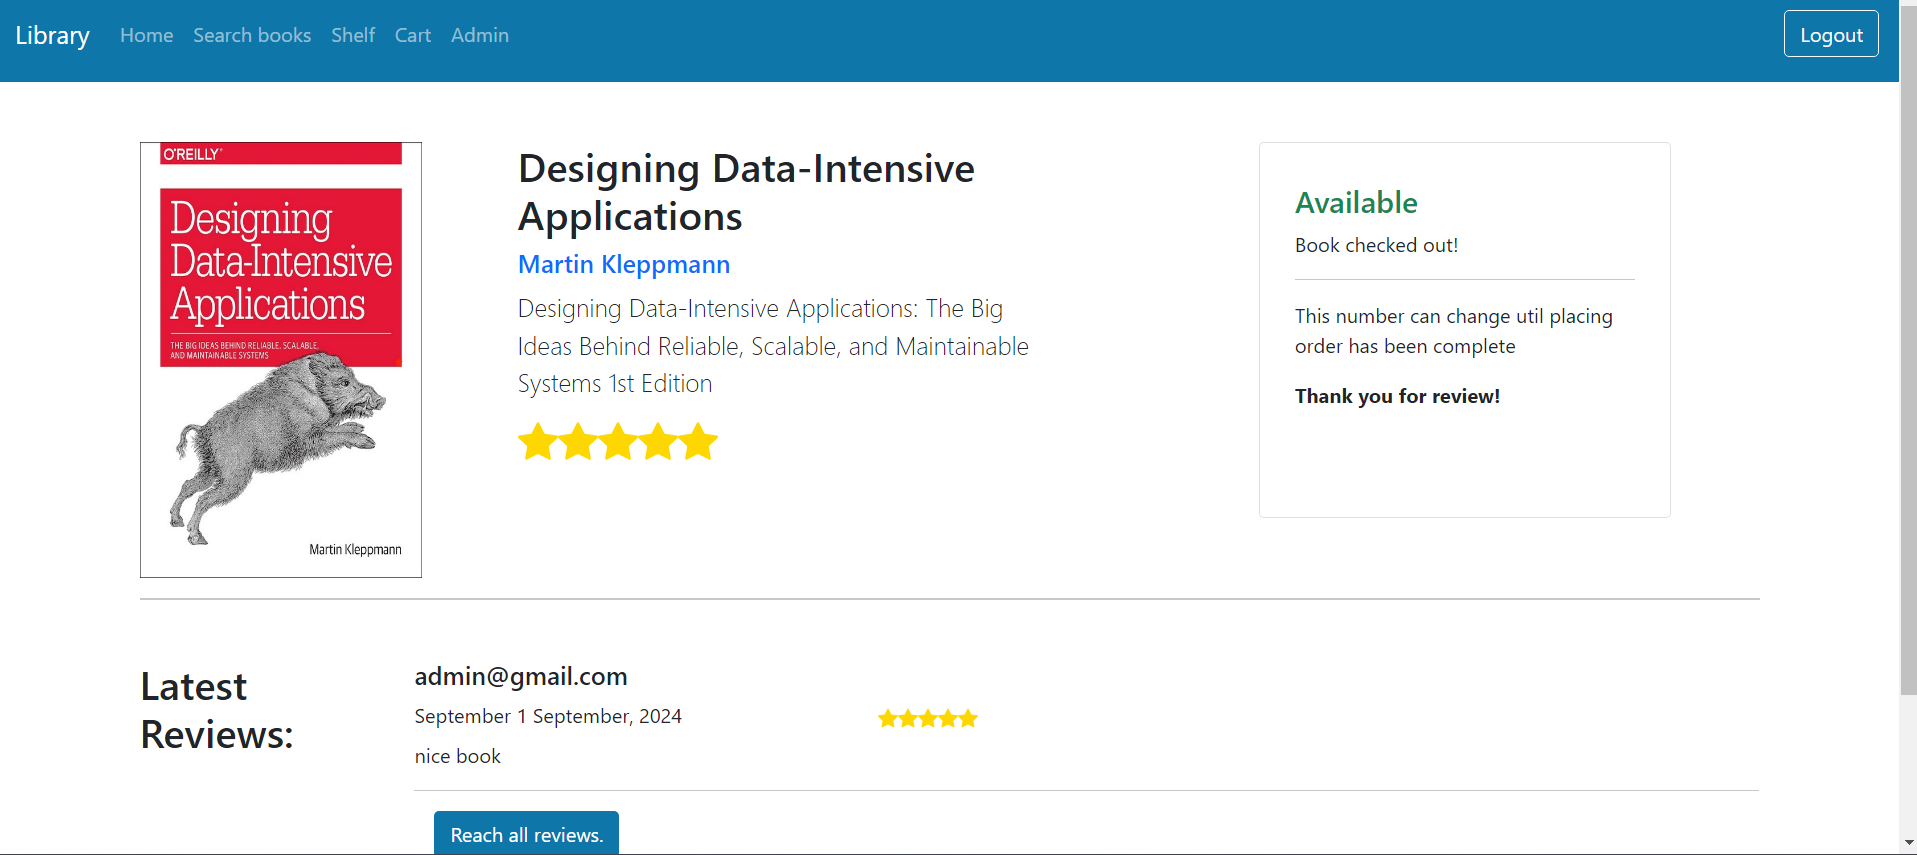 Library
Home
Search books
Shelf
Cart
Admin
Logout
O'REILLY®
Designing
Data-Intensive
Applications
THE BIG IDEAS BEHIND RELIABLE, SCALABLE,
AND MAINTAINABLE SYSTEMS
Martin Kleppmann
Designing Data-Intensive
Applications
Martin Kleppmann
Designing Data-Intensive Applications: The Big
Ideas Behind Reliable, Scalable, and Maintainable
Systems 1st Edition
Available
Book checked out!
This number can change util placing
order has been complete
Thank you for review!
Latest
Reviews:
admin@gmail.com
September 1 September, 2024
nice book
Reach all reviews.